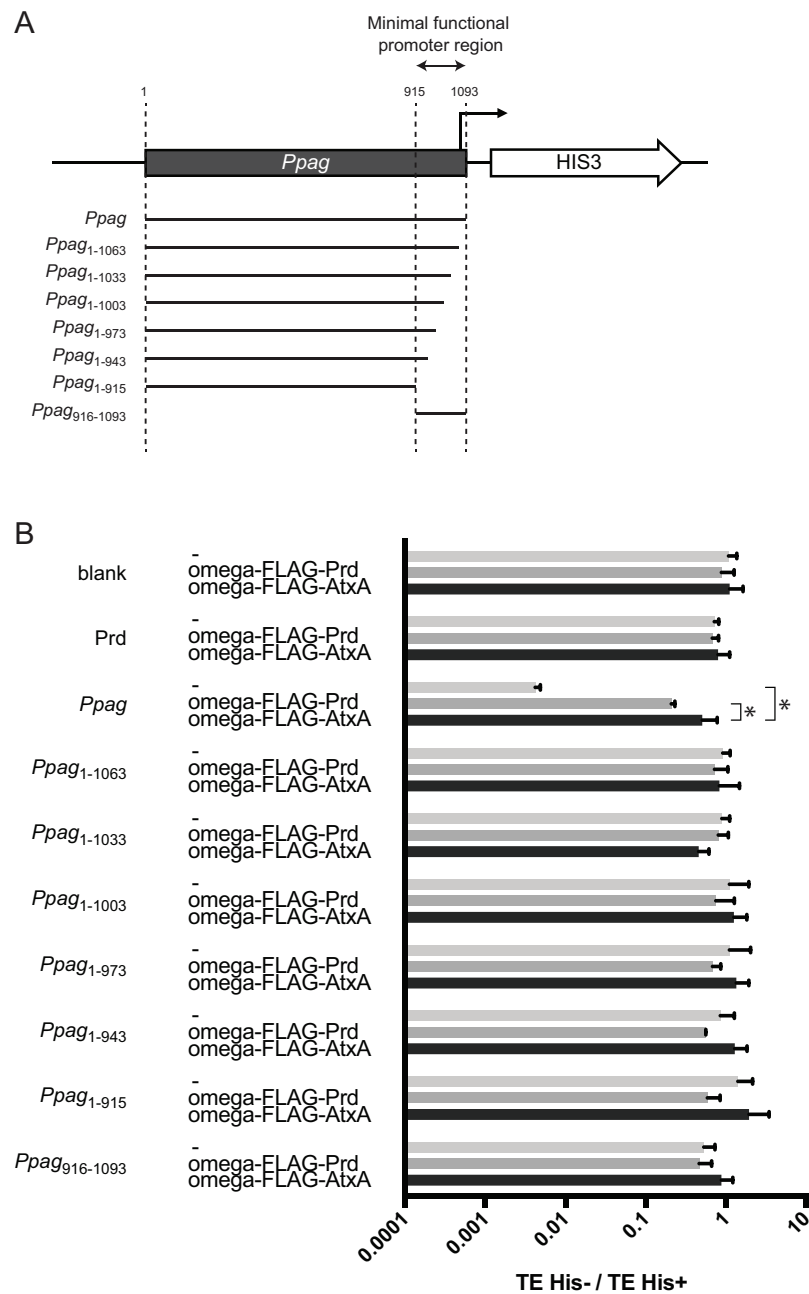 A
Minimal functional
promoter region
1 915 1093
Ppag HIS3
Ppag
Ppag1-1063
Ppag1-1033
Ppag1-1003
Ppag1-973
Ppag1-943
Ppag1-915
Ppag916-1093
B
blank
-
omega-FLAG-Prd
omega-FLAG-AtxA
Prd
-
omega-FLAG-Prd
omega-FLAG-AtxA
Ppag
-
omega-FLAG-Prd
omega-FLAG-AtxA
* *
Ppag1-1063
-
omega-FLAG-Prd
omega-FLAG-AtxA
Ppag1-1033
-
omega-FLAG-Prd
omega-FLAG-AtxA
Ppag1-1003
-
omega-FLAG-Prd
omega-FLAG-AtxA
Ppag1-973
-
omega-FLAG-Prd
omega-FLAG-AtxA
Ppag1-943
-
omega-FLAG-Prd
omega-FLAG-AtxA
Ppag1-915
-
omega-FLAG-Prd
omega-FLAG-AtxA
Ppag916-1093
-
omega-FLAG-Prd
omega-FLAG-AtxA
0.0001 0.001 0.01 0.1 1 10
TE His- / TE His+